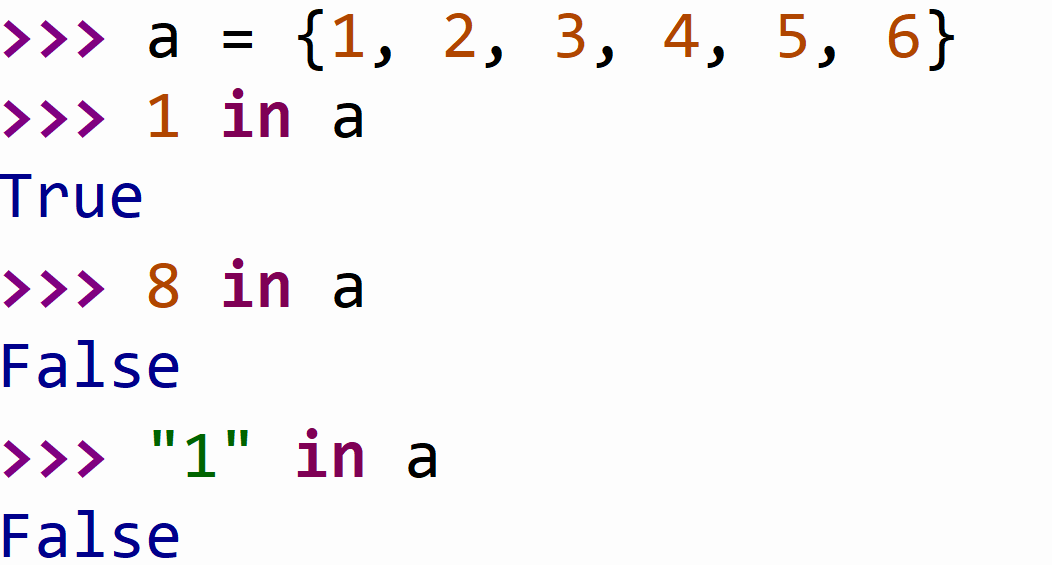 >>> a = {1, 2, 3, 4, 5, 6}
>>> 1 in a
True
>>> 8 in a
False
>>> "1" in a
False